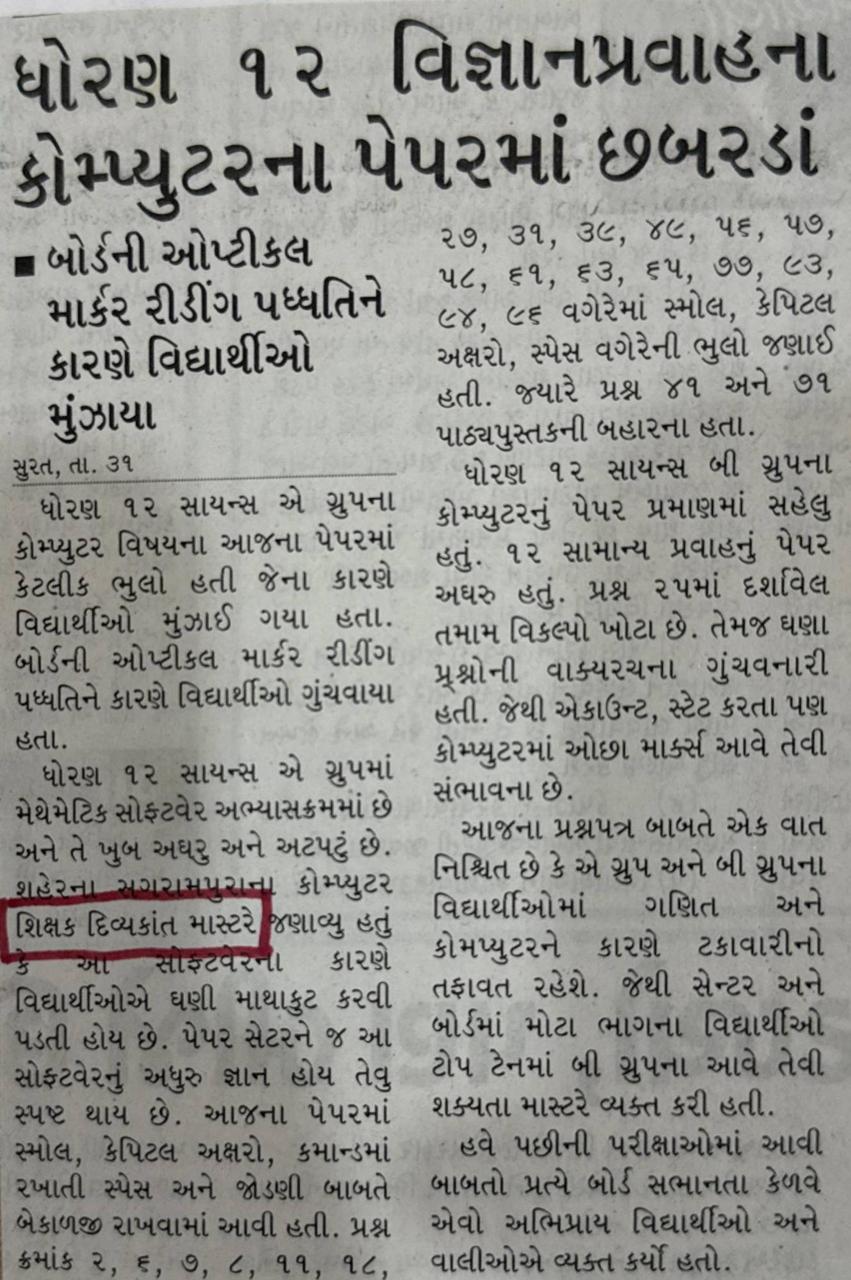 ધોરણ ૧૨ વિજ્ઞાનપ્રવાહના
કોમ્પ્યુટરના પેપરમાં છબરડાં
■ બોર્ડની ઓપ્ટીકલ
માર્કર રીડીંગ પધ્ધતિને
કારણે વિદ્યાર્થીઓ
મુંઝાયા
સુરત, તા. ૩૧
ધોરણ ૧૨ સાયન્સ એ ગ્રુપના
કોમ્પ્યુટર વિષયના આજના પેપરમાં
કેટલીક ભુલો હતી જેના કારણે
વિદ્યાર્થીઓ મુંઝાઈ ગયા હતા.
બોર્ડની ઓપ્ટીકલ માર્કર રીડીંગ
પધ્ધતિને કારણે વિદ્યાર્થીઓ ગુંચવાયા
હતા.
ધોરણ ૧૨ સાયન્સ એ ગ્રુપમાં
મેથેમેટિક સોફટવેર અભ્યાસક્રમમાં છે
અને તે ખુબ અઘરુ અને અટપટું છે.
શહેરના સગરામપુરાના કોમ્પ્યુટર
શિક્ષક દિવ્યકાંત માસ્ટરે જણાવ્યુ હતું
કે આ સોફટવેરના કારણે
વિદ્યાર્થીઓએ ઘણી માથાકુટ કરવી
પડતી હોય છે. પેપર સેટરને જ આ
સોફટવેરનું અધુરુ જ્ઞાન હોય તેવુ
સ્પષ્ટ થાય છે. આજના પેપરમાં
સ્મોલ, કેપિટલ અક્ષરો, કમાન્ડમાં
રખાતી સ્પેસ અને જોડણી બાબતે
બેકાળજી રાખવામાં આવી હતી. પ્રશ્ન
ક્રમાંક ૨, ૬, ૭, ૮, ૧૧, ૧૮,
૨૭, ૩૧, ૩૯, ૪૯, ૫૬, ૫૭,
૫૮, ૬૧, ૬૩, ૬૫, ૭૭, ૯૩,
૯૪, ૯૬ વગેરેમાં સ્મોલ, કેપિટલ
અક્ષરો, સ્પેસ વગેરેની ભુલો જણાઈ
હતી. જ્યારે પ્રશ્ન ૪૧ અને ૭૧
પાઠ્યપુસ્તકની બહારના હતા.
ધોરણ ૧૨ સાયન્સ બી ગ્રુપના
કોમ્પ્યુટરનું પેપર પ્રમાણમાં સહેલુ
હતું. ૧૨ સામાન્ય પ્રવાહનું પેપર
અઘરુ હતું. પ્રશ્ન ૨૫માં દર્શાવેલ
તમામ વિકલ્પો ખોટા છે. તેમજ ઘણા
પ્રશ્નોની વાક્યરચના ગુંચવનારી
હતી. જેથી એકાઉન્ટ, સ્ટેટ કરતા પણ
કોમ્પ્યુટરમાં ઓછા માર્ક્સ આવે તેવી
સંભાવના છે.
આજના પ્રશ્નપત્ર બાબતે એક વાત
નિશ્ચિત છે કે એ ગ્રુપ અને બી ગ્રુપના
વિદ્યાર્થીઓમાં ગણિત અને
કોમપ્યુટરને કારણે ટકાવારીનો
તફાવત રહેશે. જેથી સેન્ટર અને
બોર્ડમાં મોટા ભાગના વિદ્યાર્થીઓ
ટોપ ટેનમાં બી ગ્રુપના આવે તેવી
શક્યતા માસ્ટરે વ્યક્ત કરી હતી.
હવે પછીની પરીક્ષાઓમાં આવી
બાબતો પ્રત્યે બોર્ડ સભાનતા કેળવે
એવો અભિપ્રાય વિદ્યાર્થીઓ અને
વાલીઓએ વ્યક્ત કર્યો હતો.